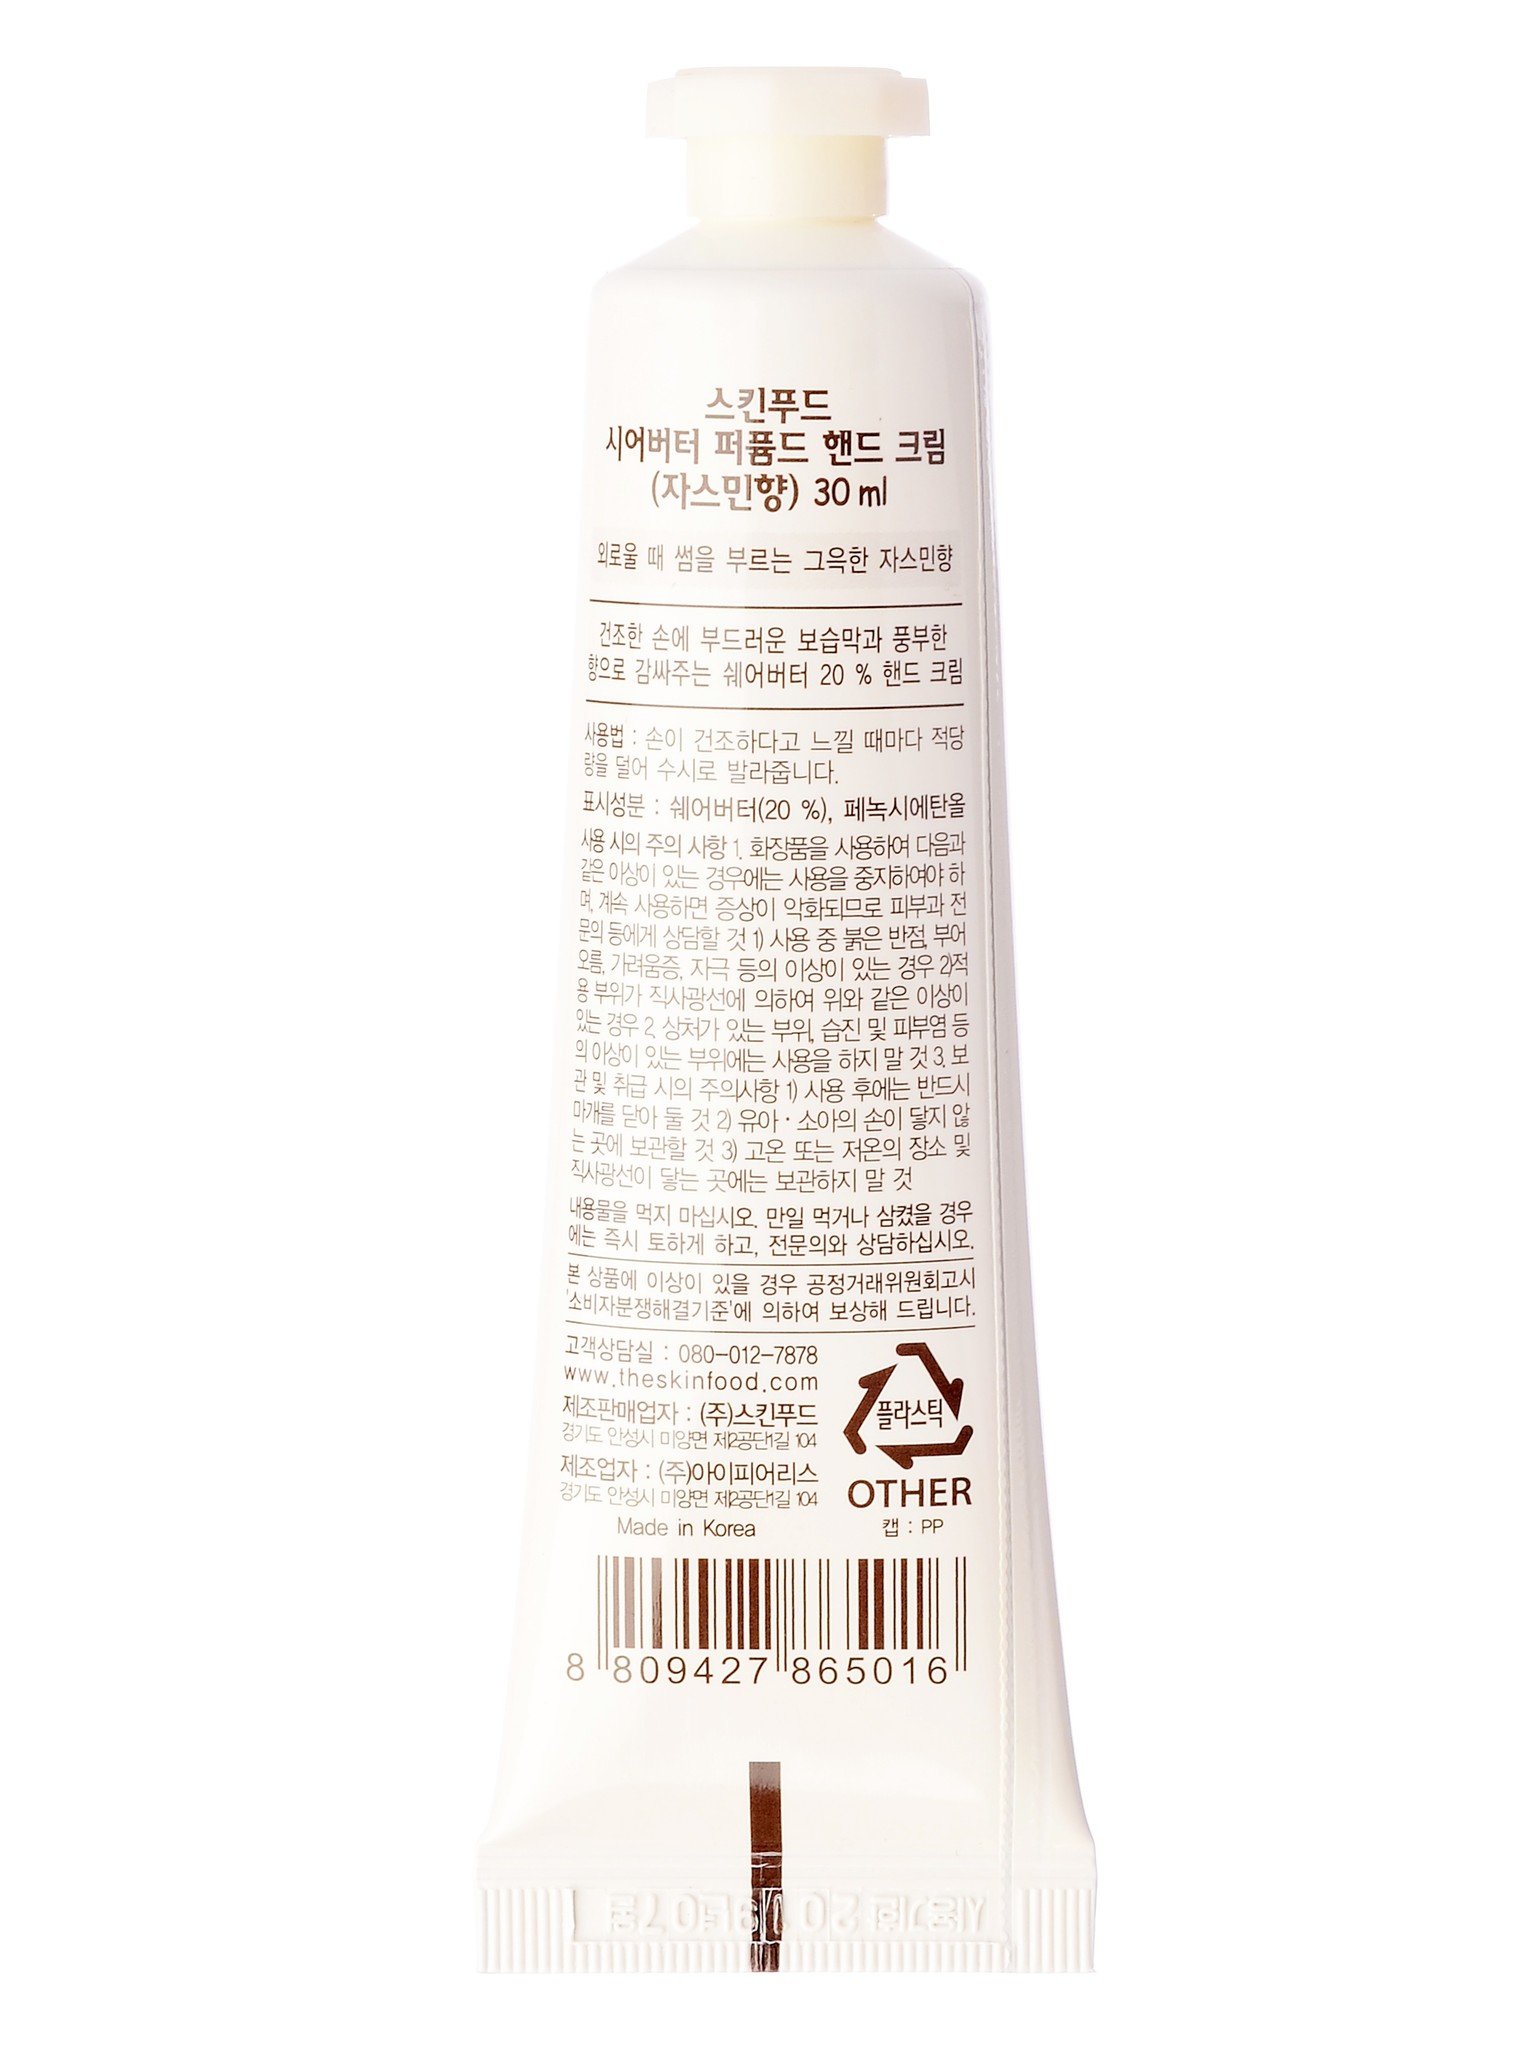 스킨푸드
시어버터 퍼퓸드 핸드 크림
(자스민향) 30 ml
외로울 때 썸을 부르는 그윽한 자스민향
건조한 손에 부드러운 보습막과 풍부한
향으로 감싸주는 쉐어버터 20 % 핸드 크림
사용법 : 손이 건조하다고 느낄 때마다 적당
량을 덜어 수시로 발라줍니다.
표시성분 : 쉐어버터(20 %), 페녹시에탄올
사용 시의 주의 사항 1. 화장품을 사용하여 다음과
같은 이상이 있는 경우에는 사용을 중지하여야 하
며, 계속 사용하면 증상이 악화되므로 피부과 전
문의 등에게 상담할 것 1) 사용 중 붉은 반점, 부어
오름, 가려움증, 자극 등의 이상이 있는 경우 2)적
용 부위가 직사광선에 의하여 위와 같은 이상이
있는 경우 2. 상처가 있는 부위, 습진 및 피부염 등
의 이상이 있는 부위에는 사용을 하지 말 것 3. 보
관 및 취급 시의 주의사항 1) 사용 후에는 반드시
마개를 닫아 둘 것 2) 유아 · 소아의 손이 닿지 않
는 곳에 보관할 것 3) 고온 또는 저온의 장소 및
직사광선이 닿는 곳에는 보관하지 말 것
내용물을 먹지 마십시오. 만일 먹거나 삼켰을 경우
에는 즉시 토하게 하고, 전문의와 상담하십시오.
본 상품에 이상이 있을 경우 공정거래위원회고시
'소비자분쟁해결기준'에 의하여 보상해 드립니다.
고객상담실 : 080-012-7878
www.theskinfood.com
제조판매업자 : (주)스킨푸드
경기도 안성시 미양면 제2공단1길 104
제조업자 : (주)아이피어리스
경기도 안성시 미양면 제2공단1길 104
Made in Korea
플라스틱
OTHER
캡 : PP
8 809427 865016
사용기한 2019년07월